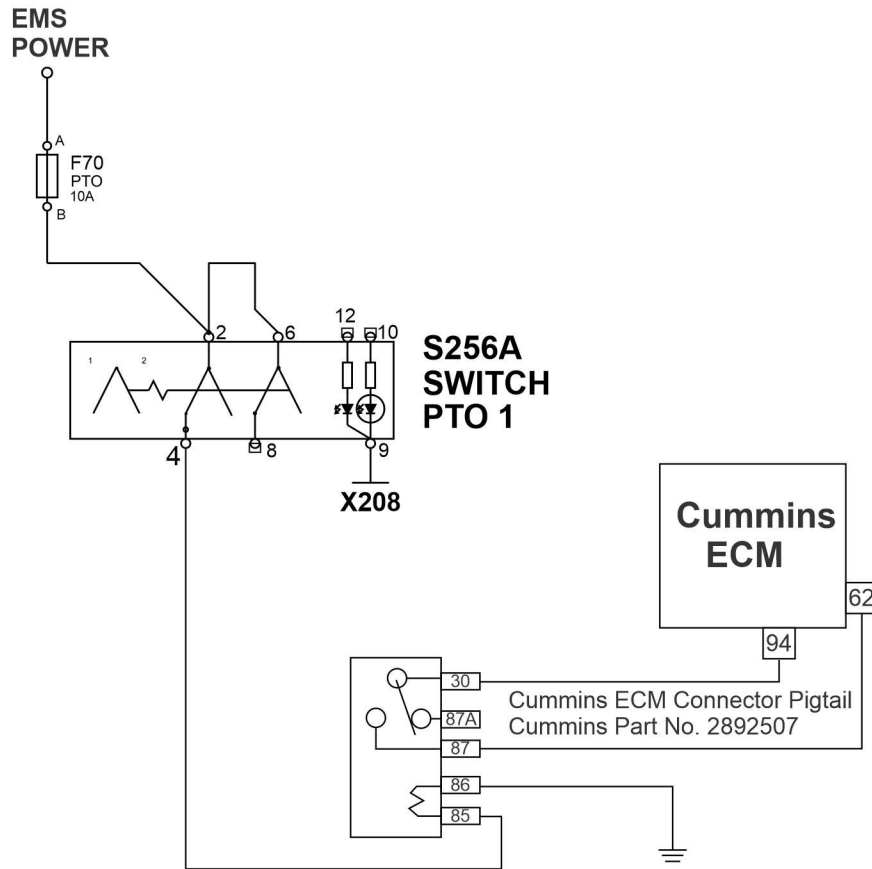 EMS
POWER
A
F70
PTO
10A
B
2
6
12
10
1
2
S256A
SWITCH
PTO 1
4
8
9
X208
Cummins
ECM
62
94
30
Cummins ECM Connector Pigtail
87A
Cummins Part No. 2892507
87
86
85